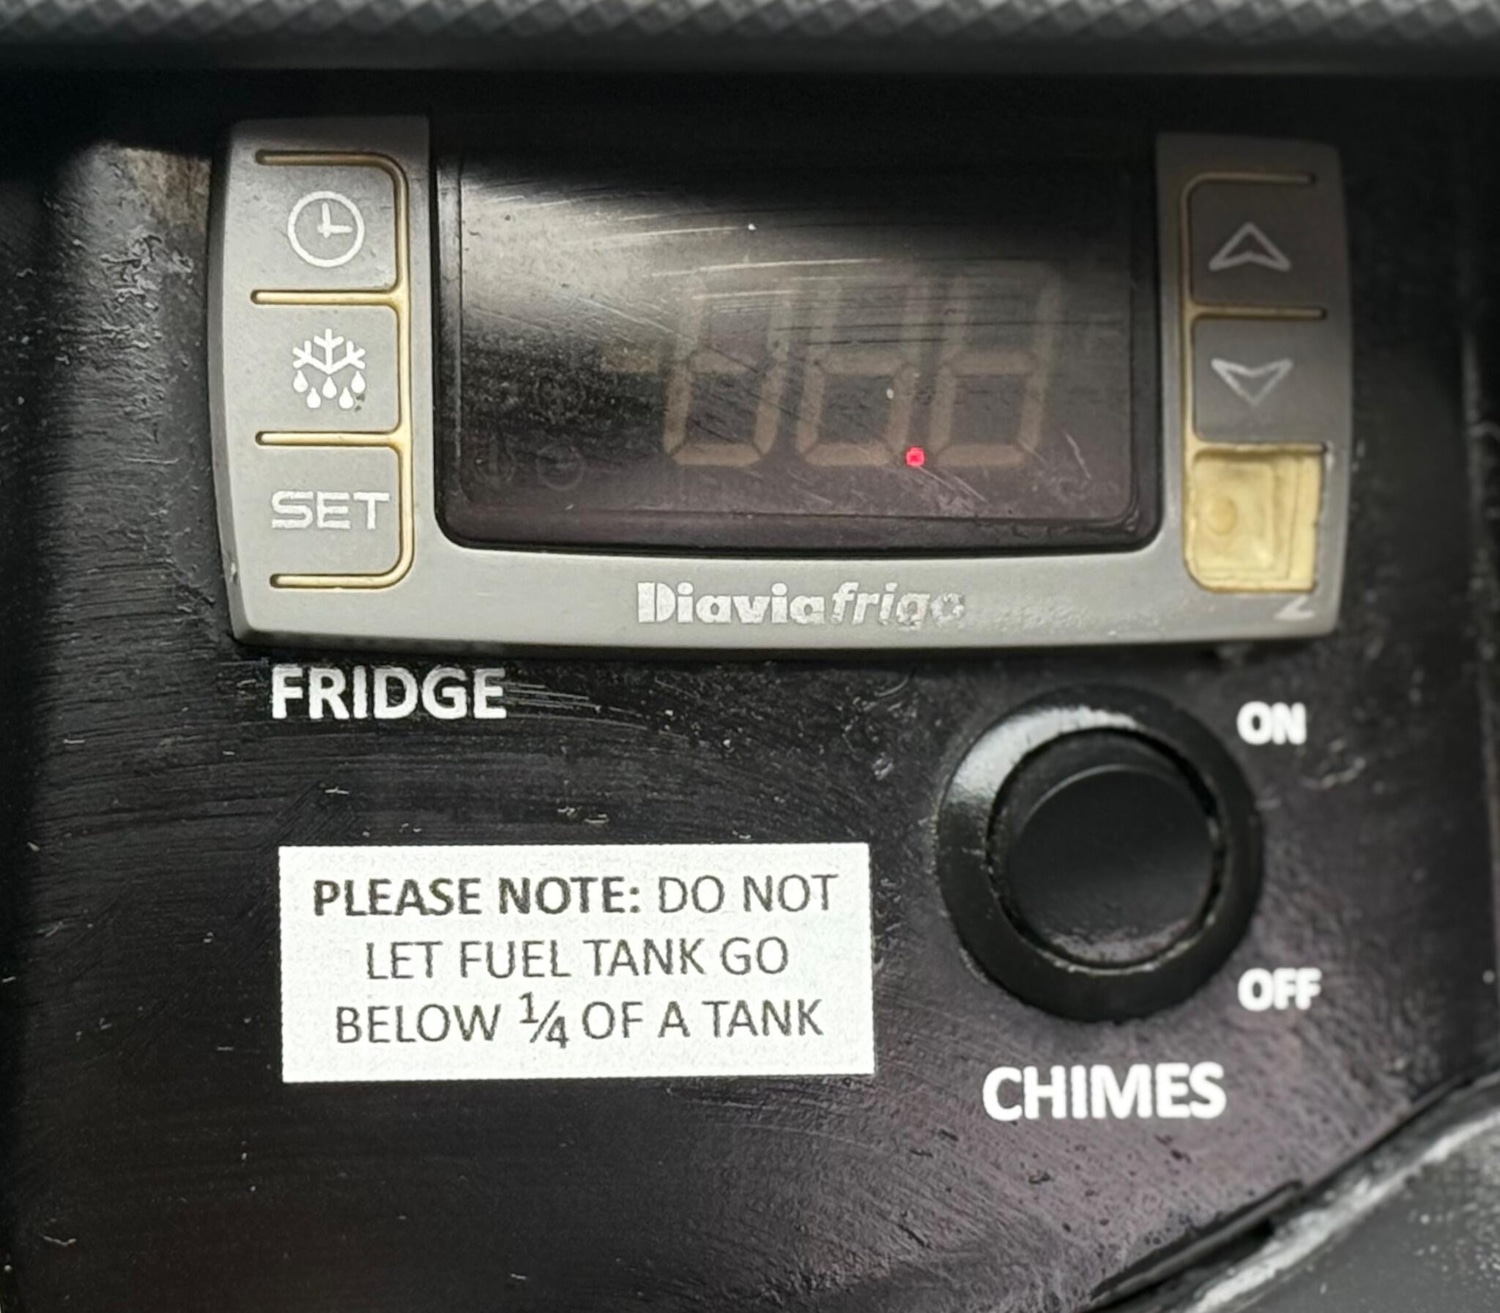 SET
Diaviafrigo
FRIDGE
ON
PLEASE NOTE: DO NOT
LET FUEL TANK GO
BELOW ¼ OF A TANK
OFF
CHIMES